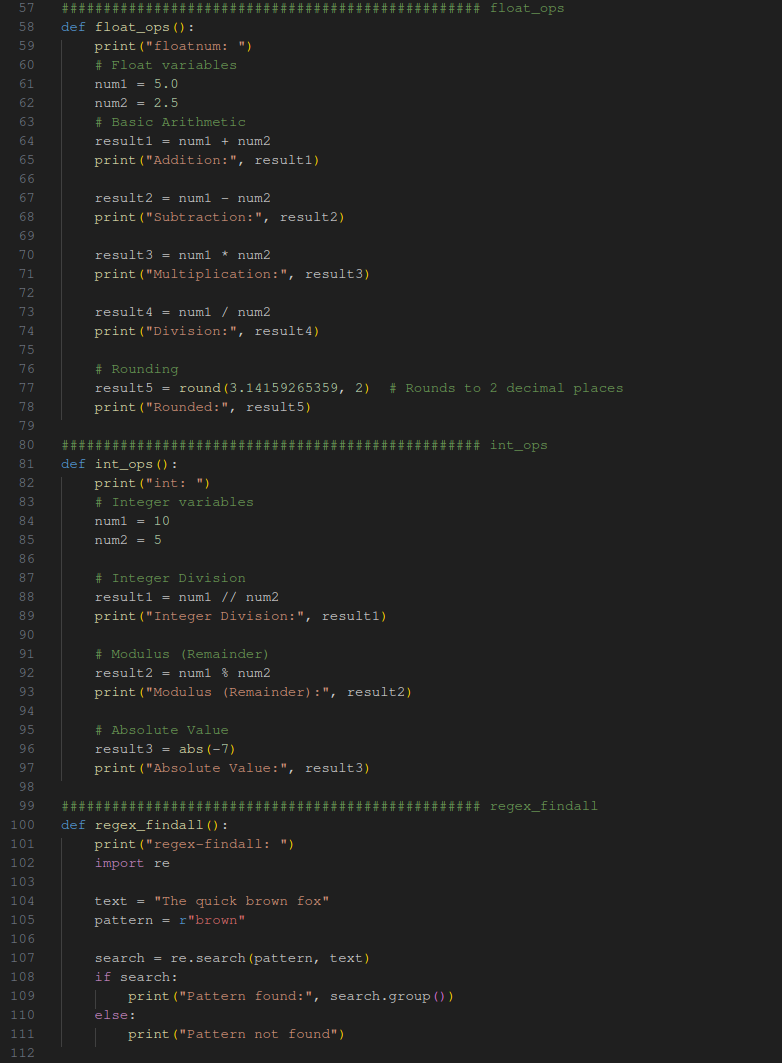 57 ################################################## float_ops
58 def float_ops():
59     print("floatnum: ")
60     # Float variables
61     num1 = 5.0
62     num2 = 2.5
63     # Basic Arithmetic
64     result1 = num1 + num2
65     print("Addition:", result1)
66
67     result2 = num1 - num2
68     print("Subtraction:", result2)
69
70     result3 = num1 * num2
71     print("Multiplication:", result3)
72
73     result4 = num1 / num2
74     print("Division:", result4)
75
76     # Rounding
77     result5 = round(3.14159265359, 2)  # Rounds to 2 decimal places
78     print("Rounded:", result5)
79
80 ################################################## int_ops
81 def int_ops():
82     print("int: ")
83     # Integer variables
84     num1 = 10
85     num2 = 5
86
87     # Integer Division
88     result1 = num1 // num2
89     print("Integer Division:", result1)
90
91     # Modulus (Remainder)
92     result2 = num1 % num2
93     print("Modulus (Remainder):", result2)
94
95     # Absolute Value
96     result3 = abs(-7)
97     print("Absolute Value:", result3)
98
99 ################################################## regex_findall
100 def regex_findall():
101     print("regex-findall: ")
102     import re
103
104     text = "The quick brown fox"
105     pattern = r"brown"
106
107     search = re.search(pattern, text)
108     if search:
109         print("Pattern found:", search.group())
110     else:
111         print("Pattern not found")
112